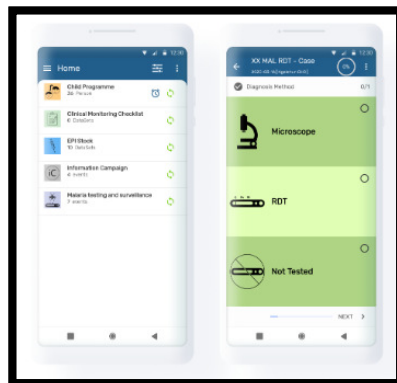 12:30
Home
Child Programme
Clinical Monitoring Checklist
6 DataSets
EPI Stock
10 DataSets
iC
Information Campaign
4 events
Malaria testing and surveillance
7 events
12:30
XX MAL RDT - Case
0%
Diagnosis Method
0/1
Microscope
RDT
Not Tested
NEXT